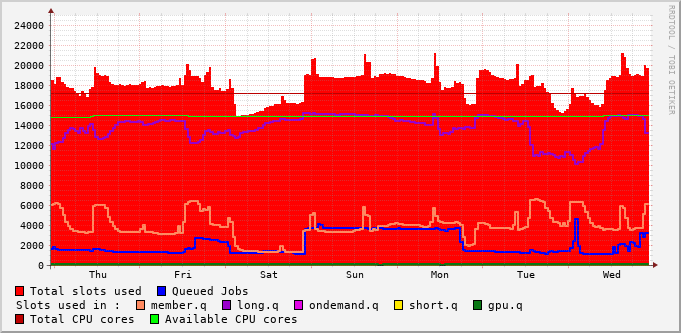 24000
22000
20000
18000
16000
14000
12000
10000
8000
6000
4000
2000
0
Thu Fri Sat Sun Mon Tue Wed
RRDTOOL / TOBI OETIKER
Total slots used Queued Jobs
Slots used in : member.q long.q ondemand.q short.q gpu.q
Total CPU cores Available CPU cores